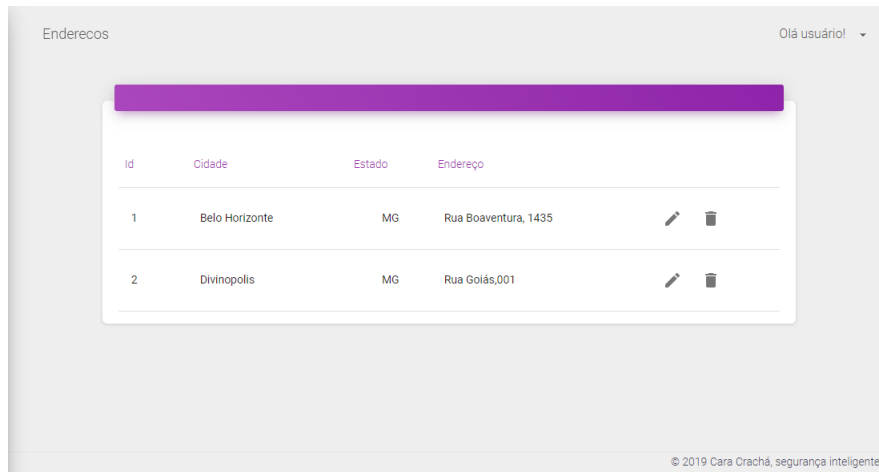 Enderecos Olá usuário!
Id Cidade Estado Endereço
1 Belo Horizonte MG Rua Boaventura, 1435
2 Divinopolis MG Rua Goiás,001
© 2019 Cara Crachá, segurança inteligente